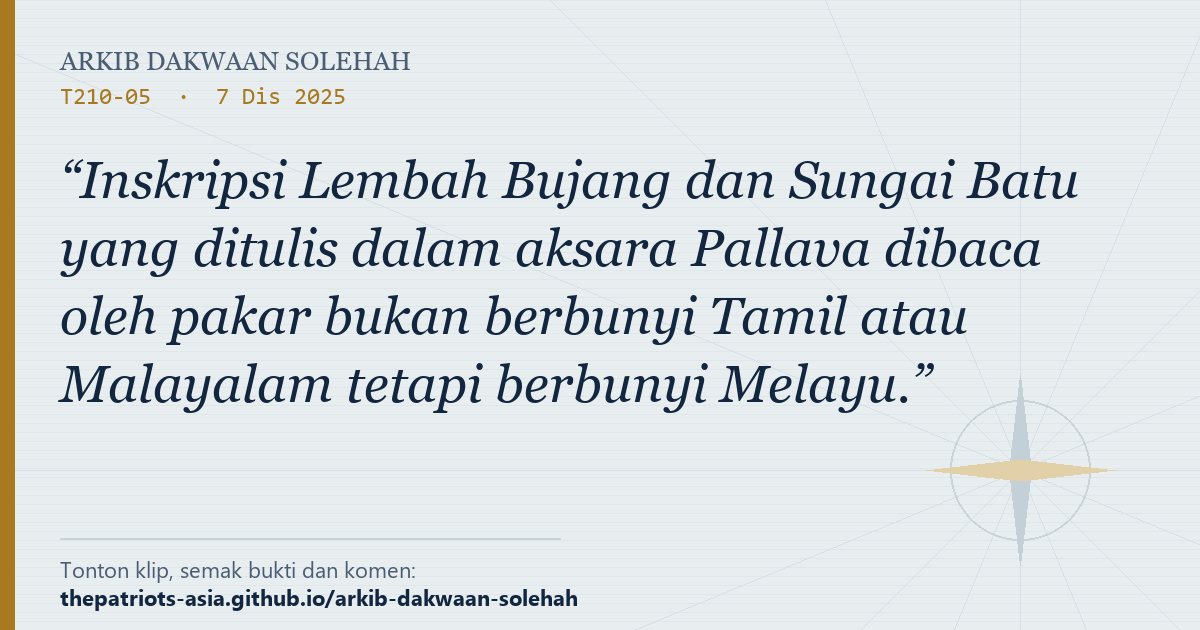 ARKIB DAKWAAN SOLEHAH
T210-05 · 7 Dis 2025
“Inskripsi Lembah Bujang dan Sungai Batu
yang ditulis dalam aksara Pallava dibaca
oleh pakar bukan berbunyi Tamil atau
Malayalam tetapi berbunyi Melayu.”
Tonton klip, semak bukti dan komen:
thepatriots-asia.github.io/arkib-dakwaan-solehah